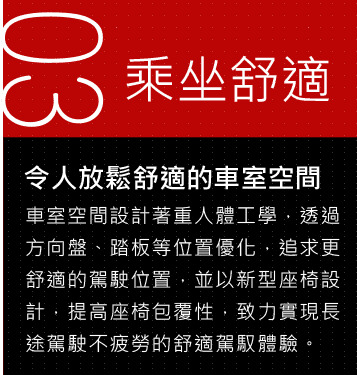 03
乘坐舒適
令人放鬆舒適的車室空間
車室空間設計著重人體工學，透過
方向盤、踏板等位置優化，追求更
舒適的駕駛位置，並以新型座椅設
計，提高座椅包覆性，致力實現長
途駕駛不疲勞的舒適駕馭體驗。